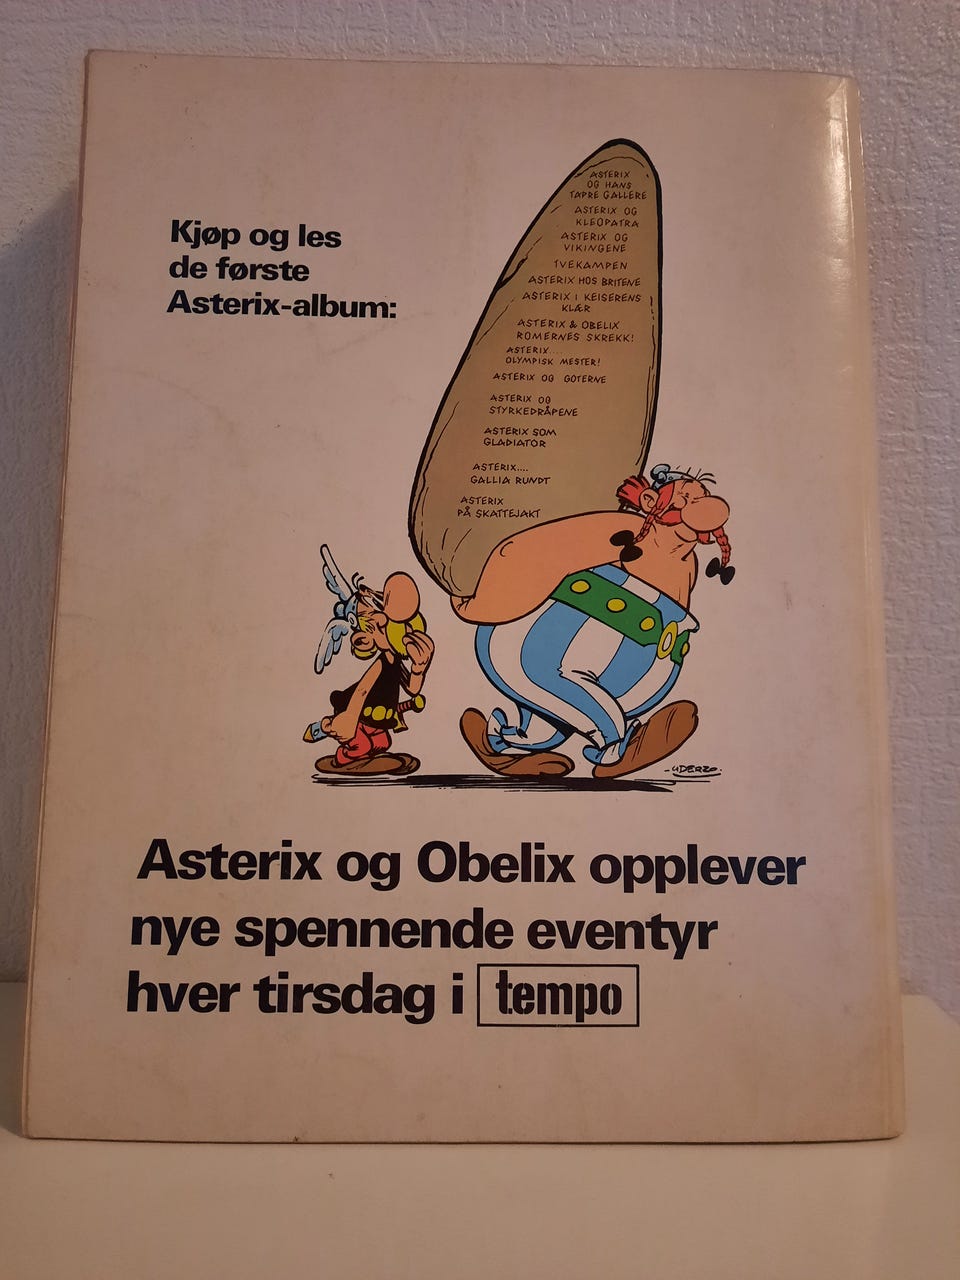 Kjøp og les
de første
Asterix-album:
ASTERIX
OG HANS
TAPRE GALLERE
ASTERIX OG
KLEOPATRA
ASTERIX OG
VIKINGENE
TVEKAMPEN
ASTERIX HOS BRITENE
ASTERIX I KEISERENS
KLÆR
ASTERIX & OBELIX
ROMERNES SKREKK!
ASTERIX....
OLYMPISK MESTER!
ASTERIX OG GOTERNE
ASTERIX OG
STYRKEDRÅPENE
ASTERIX SOM
GLADIATOR
ASTERIX....
GALLIA RUNDT
ASTERIX
PÅ SKATTEJAKT
-UDERZO-
Asterix og Obelix opplever
nye spennende eventyr
hver tirsdag i tempo